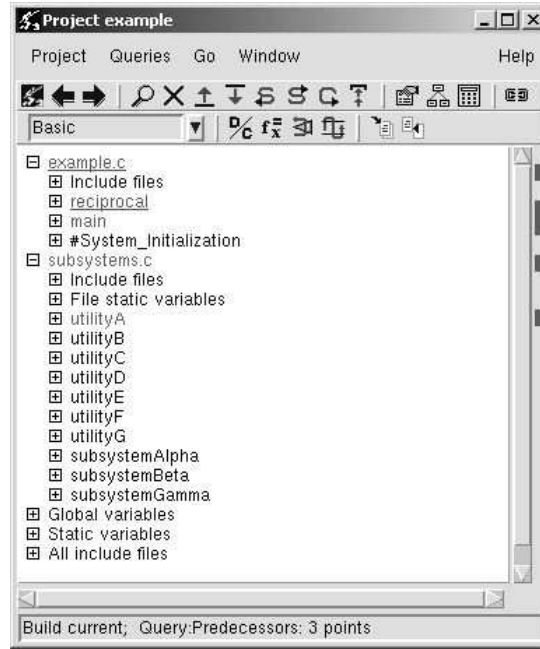 Project example
Project Queries Go Window Help
Basic
example.c
Include files
reciprocal
main
#System_Initialization
subsystems.c
Include files
File static variables
utilityA
utilityB
utilityC
utilityD
utilityE
utilityF
utilityG
subsystemAlpha
subsystemBeta
subsystemGamma
Global variables
Static variables
All include files
Build current; Query:Predecessors: 3 points